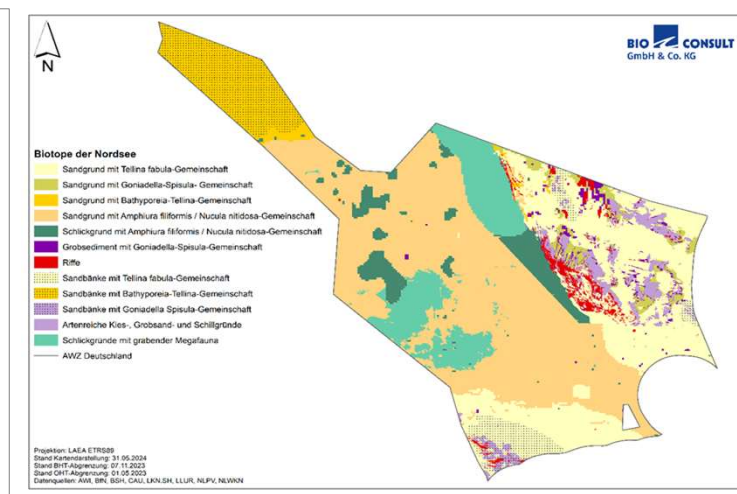 N
BIO CONSULT
GmbH & Co. KG
Biotope der Nordsee
Sandgrund mit Tellina fabula-Gemeinschaft
Sandgrund mit Goniadella-Spisula- Gemeinschaft
Sandgrund mit Bathyporeia-Tellina-Gemeinschaft
Sandgrund mit Amphiura filiformis / Nucula nitidosa-Gemeinschaft
Schlickgrund mit Amphiura filiformis / Nucula nitidosa-Gemeinschaft
Grobsediment mit Goniadella-Spisula-Gemeinschaft
Riffe
Sandbänke mit Tellina fabula-Gemeinschaft
Sandbänke mit Bathyporeia-Tellina-Gemeinschaft
Sandbänke mit Goniadella Spisula-Gemeinschaft
Artenreiche Kies-, Grobsand- und Schillgründe
Schlickgründe mit grabender Megafauna
AWZ Deutschland
Projektion: LAEA ETRS89
Stand Kartendarstellung: 31.05.2024
Stand BHT-Abgrenzung: 07.11.2023
Stand OHT-Abgrenzung: 01.05.2023
Datenquellen: AWI, BfN, BSH, CAU, LKN.SH, LLUR, NLPV, NLWKN